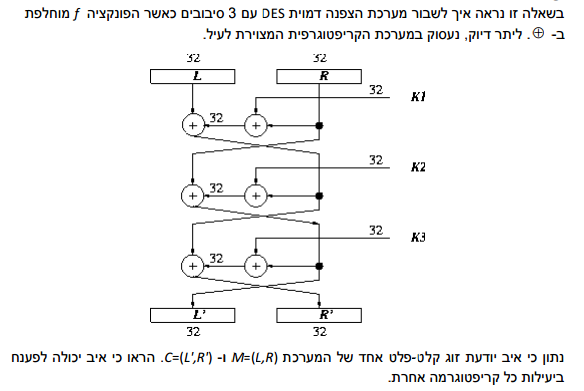 בשאלה זו נראה איך לשבור מערכת הצפנה דמוית DES עם 3 סיבובים כאשר הפונקציה f מוחלפת
ב- ⊕. ליתר דיוק, נעסוק במערכת הקריפטוגרפית המצוירת לעיל.
32 32
L R
32 K1
+ 32 +
32 K2
+ 32 +
32 K3
+ 32 +
L' R'
32 32
נתון כי איב יודעת זוג קלט-פלט אחד של המערכת M=(L,R) ו- C=(L',R'). הראו כי איב יכולה לפענח
ביעילות כל קריפטוגרמה אחרת.